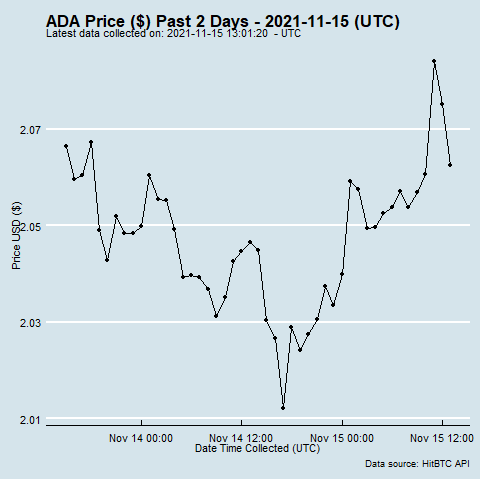 ADA Price ($) Past 2 Days - 2021-11-15 (UTC)
Latest data collected on: 2021-11-15 13:01:20 - UTC
2.07
2.05
2.03
2.01
Price USD ($)
Nov 14 00:00 Nov 14 12:00 Nov 15 00:00 Nov 15 12:00
Date Time Collected (UTC)
Data source: HitBTC API